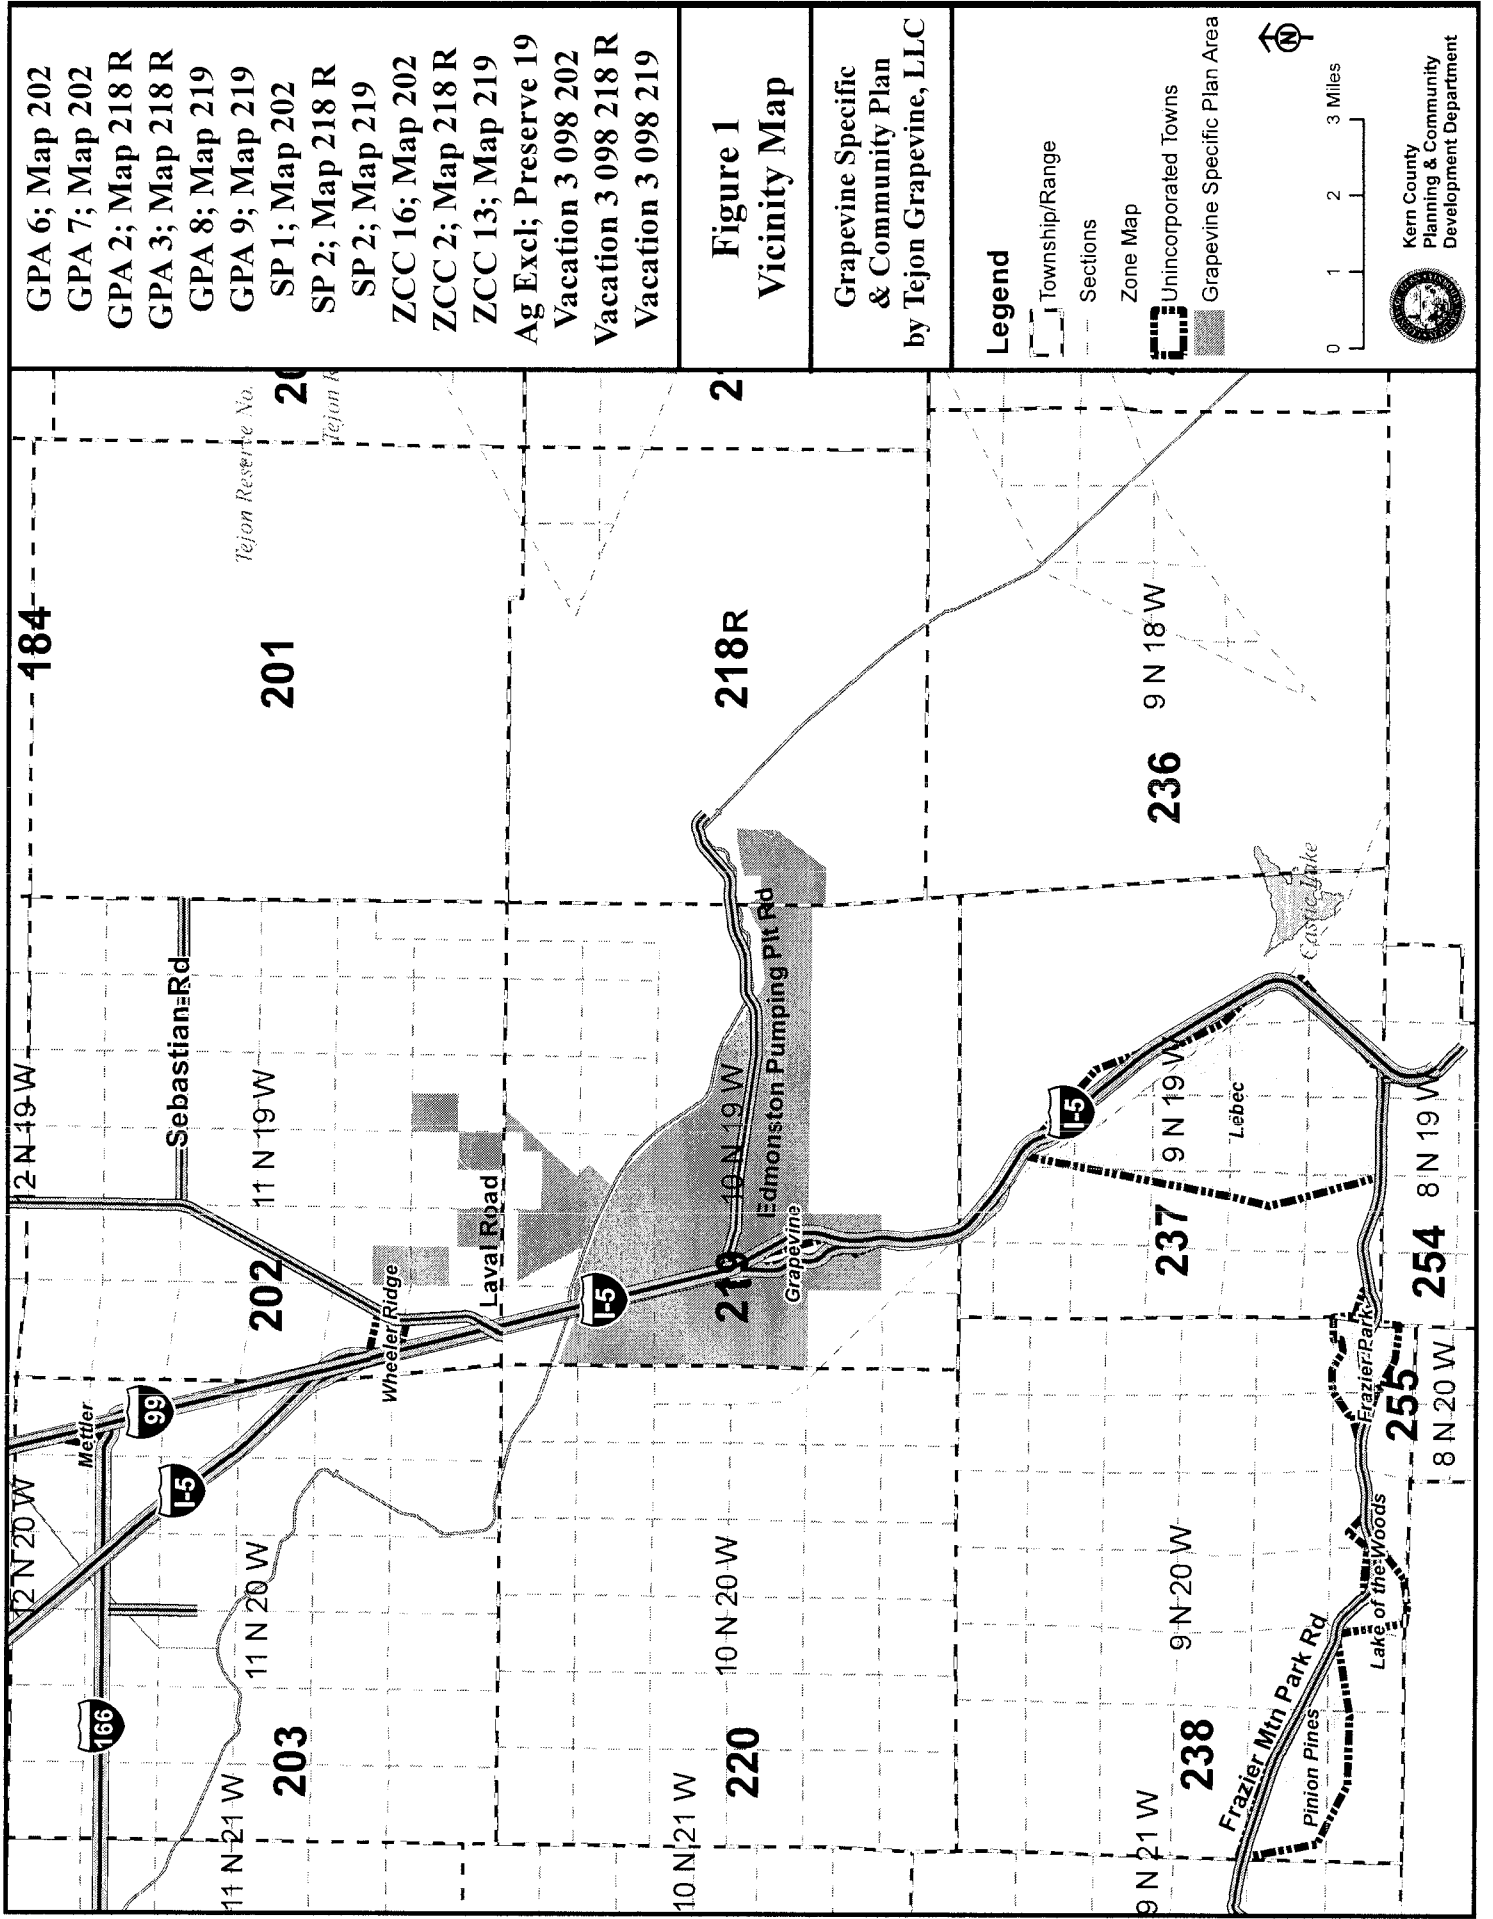 GPA 6; Map 202
GPA 7; Map 202
GPA 2; Map 218 R
GPA 3; Map 218 R
GPA 8; Map 219
GPA 9; Map 219
SP 1; Map 202
SP 2; Map 218 R
SP 2; Map 219
ZCC 16; Map 202
ZCC 2; Map 218 R
ZCC 13; Map 219
Ag Excl; Preserve 19
Vacation 3 098 202
Vacation 3 098 218 R
Vacation 3 098 219
Figure 1
Vicinity Map
Grapevine Specific
& Community Plan
by Tejon Grapevine, LLC
Legend
Township/Range
Sections
Zone Map
Unincorporated Towns
Grapevine Specific Plan Area
N
0 1 2 3 Miles
Kern County
Planning & Community
Development Department
12 N 20 W
12 N 19 W
184
166
Mettler
99
I-5
Sebastian Rd
Tejon Reserve No.
Tejon
20
11 N 21 W
203
11 N 20 W
202
11 N 19 W
201
Wheeler Ridge
Laval Road
I-5
10 N 21 W
220
10 N 20 W
219
10 N 19 W
218R
2
Edmonston Pumping Plt Rd
Grapevine
I-5
9 N 21 W
238
9 N 20 W
237
9 N 19 W
236
9 N 18 W
Lebec
Castic Lake
Frazier Mtn Park Rd
Pinion Pines
Lake of the Woods
Frazier Park
255
8 N 20 W
254
8 N 19 W